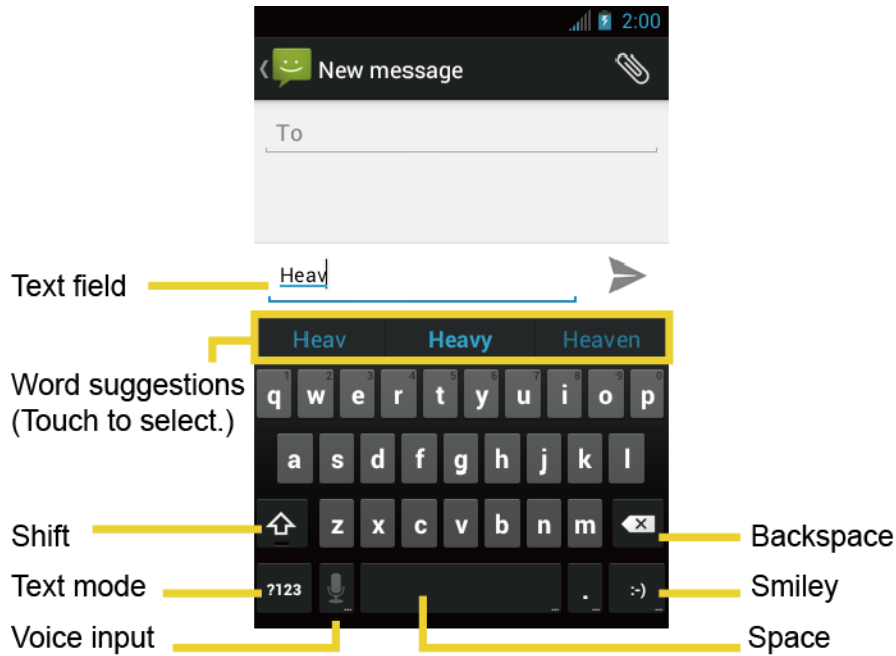 2:00
New message
To
Text field
Heav
Heav Heavy Heaven
Word suggestions
(Touch to select.)
1 2 3 4 5 6 7 8 9 0
q w e r t y u i o p
a s d f g h j k l
Shift
z x c v b n m
Backspace
Text mode
?123
.
:-)
Smiley
Voice input
Space